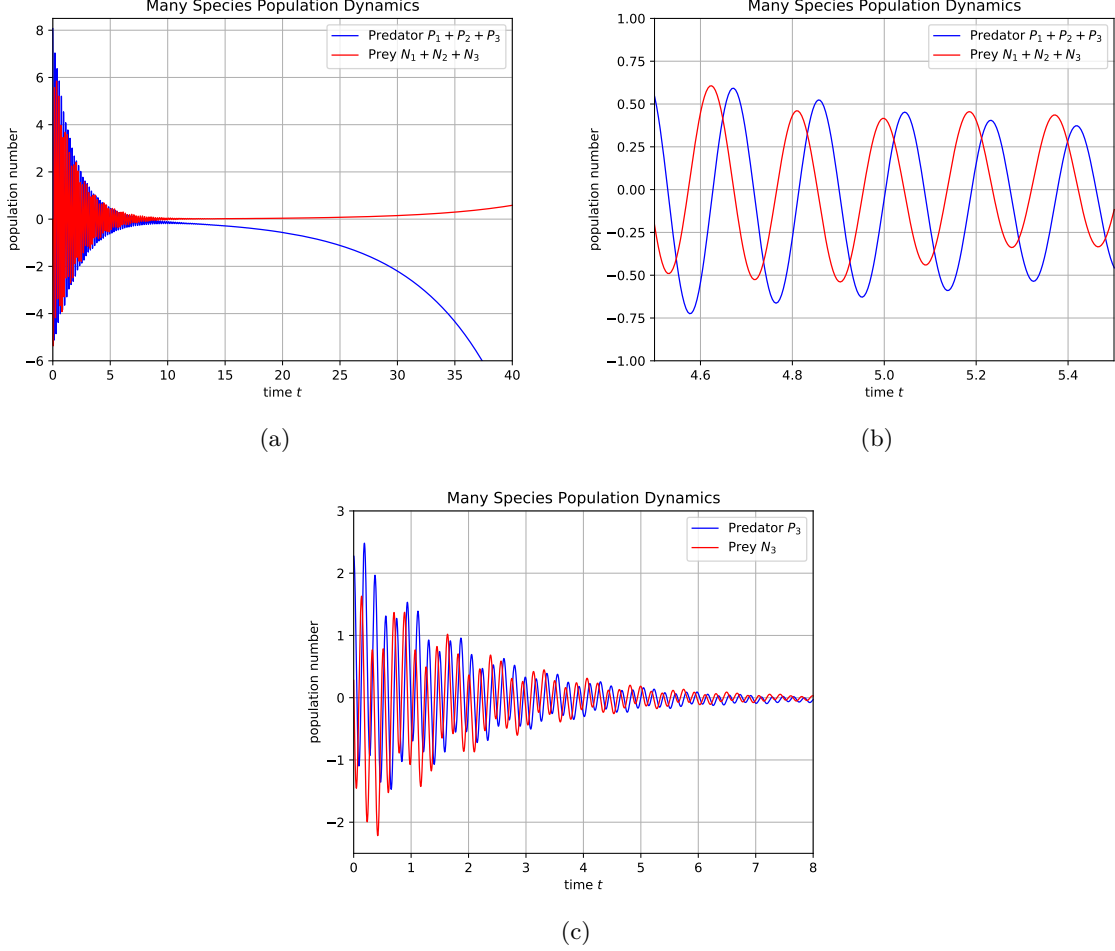 Many Species Population Dynamics
Predator P₁ + P₂ + P₃
Prey N₁ + N₂ + N₃
population number
8
6
4
2
0
−2
−4
−6
0 5 10 15 20 25 30 35 40
time t
(a)
Many Species Population Dynamics
Predator P₁ + P₂ + P₃
Prey N₁ + N₂ + N₃
population number
1.00
0.75
0.50
0.25
0.00
−0.25
−0.50
−0.75
−1.00
4.6 4.8 5.0 5.2 5.4
time t
(b)
Many Species Population Dynamics
Predator P₃
Prey N₃
population number
3
2
1
0
−1
−2
0 1 2 3 4 5 6 7 8
time t
(c)